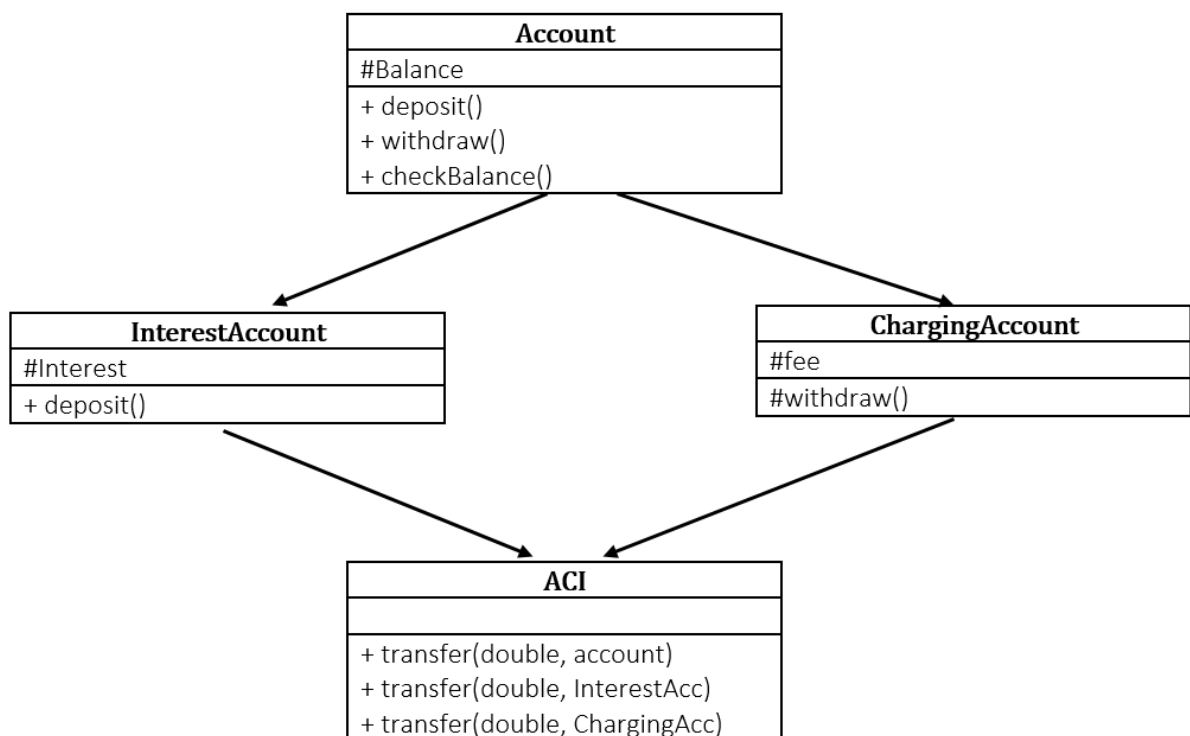 Account
#Balance
+ deposit()
+ withdraw()
+ checkBalance()
InterestAccount
#Interest
+ deposit()
ChargingAccount
#fee
#withdraw()
ACI
+ transfer(double, account)
+ transfer(double, InterestAcc)
+ transfer(double, ChargingAcc)